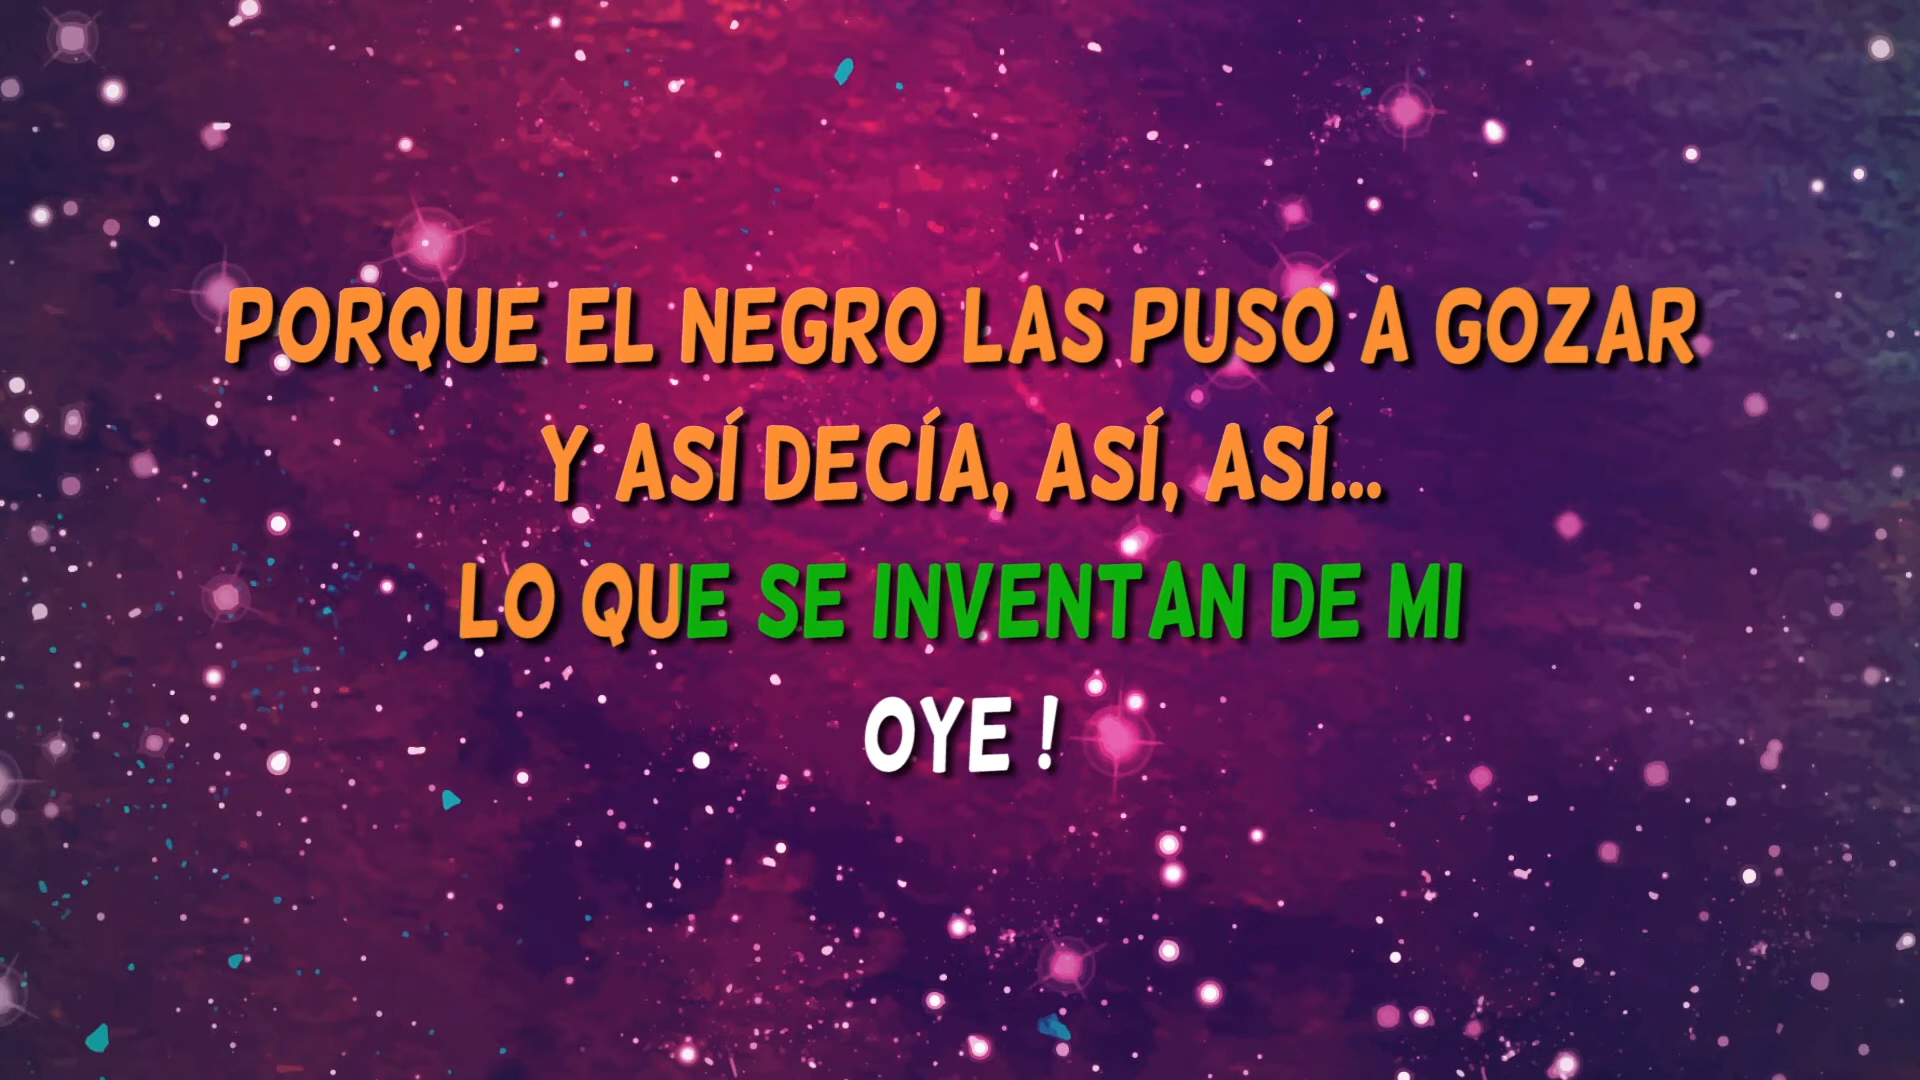 PORQUE EL NEGRO LAS PUSO A GOZAR
Y ASÍ DECÍA, ASÍ, ASÍ...
LO QUE SE INVENTAN DE MI
OYE !